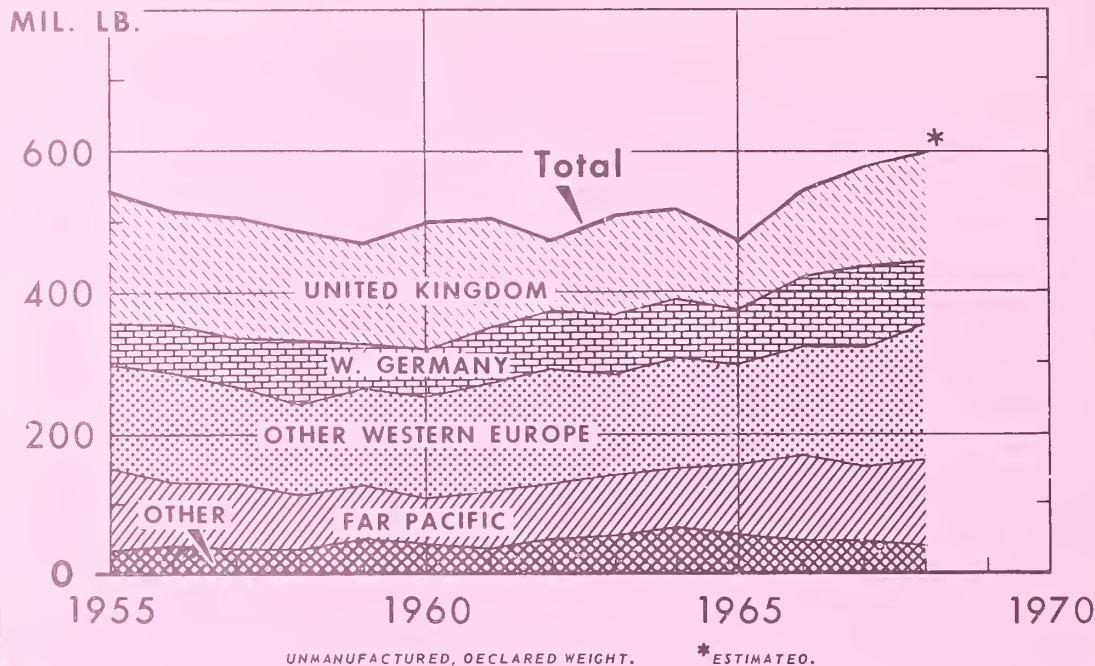 MIL. LB.
600
*
Total
400
UNITED KINGDOM
W. GERMANY
200
OTHER WESTERN EUROPE
OTHER
FAR PACIFIC
0
1955
1960
1965
1970
UNMANUFACTURED, OECLARED WEIGHT.
*ESTIMATEO.